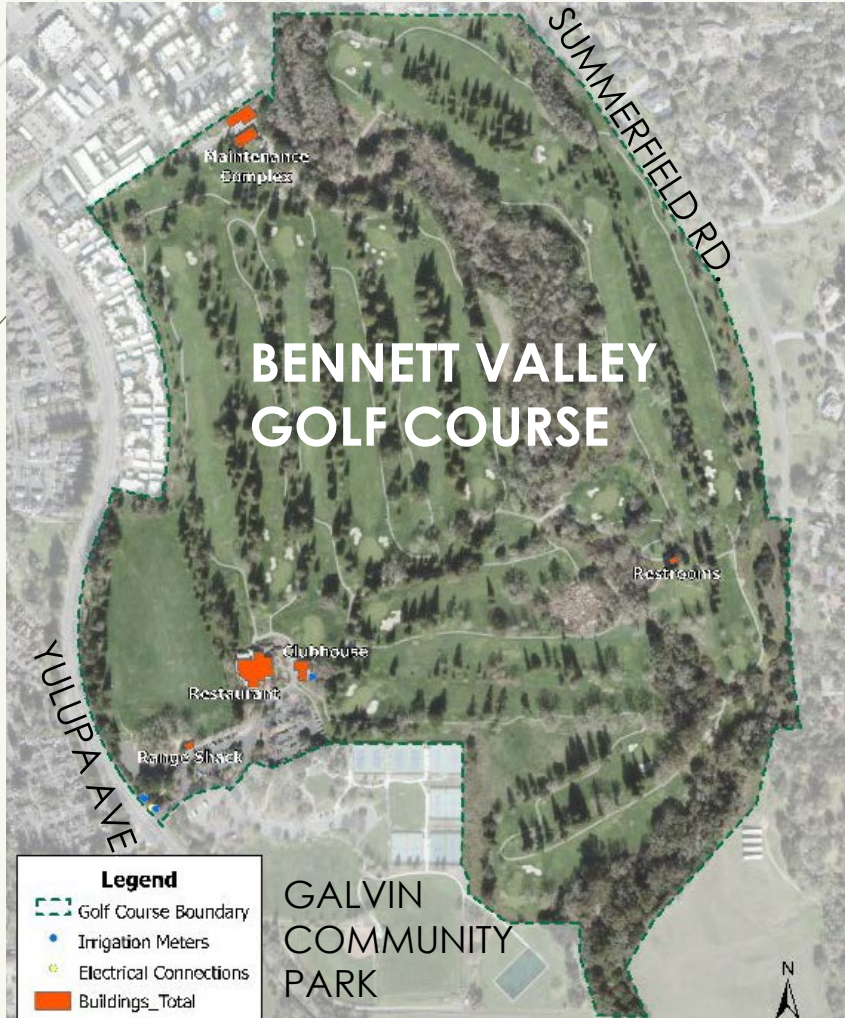 SUMMERFIELD RD.
Maintenance
Complex
BENNETT VALLEY
GOLF COURSE
Restrooms
Clubhouse
Restaurant
Range Shack
YULUPA AVE
Legend
Golf Course Boundary
Irrigation Meters
Electrical Connections
Buildings_Total
GALVIN
COMMUNITY
PARK
N